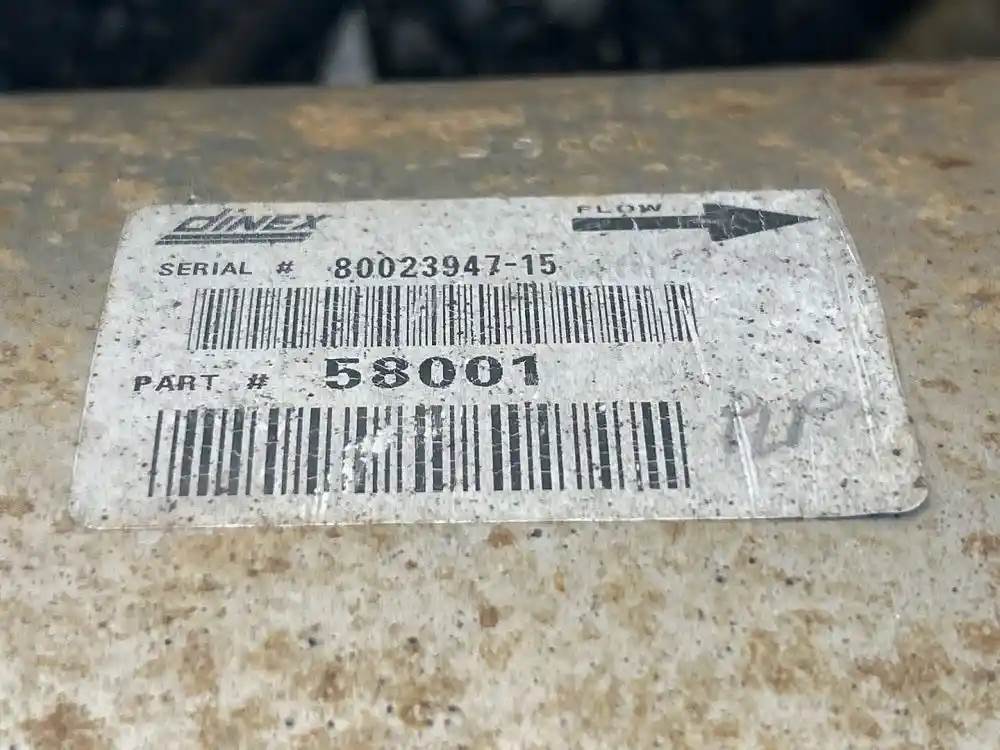 DINEX
FLOW
SERIAL # 80023947-15
PART # 58001